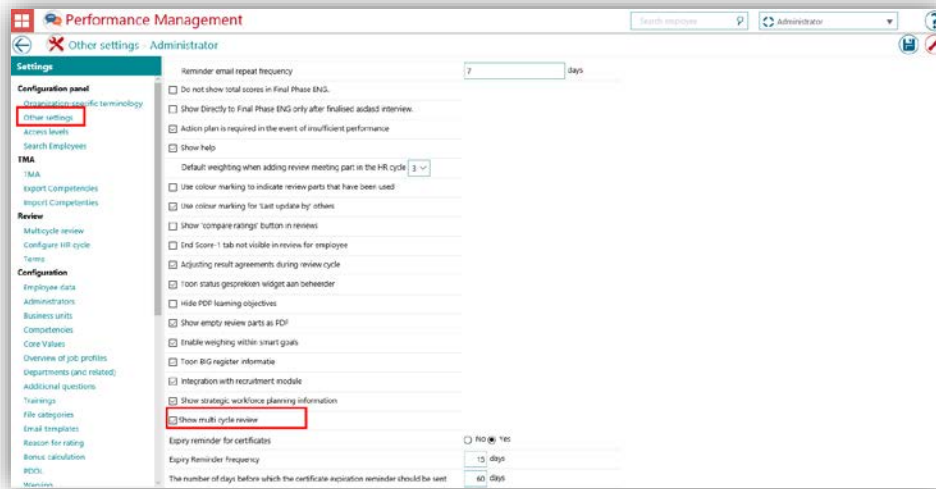 Performance Management
Search employee
Administrator
Other settings - Administrator
Settings
Configuration panel
Organization-specific terminology
Other settings
Access levels
Search Employees
TMA
TMA
Export Competencies
Import Competenties
Review
Multicycle review
Configure HR cycle
Terms
Configuration
Employee data
Administrators
Business units
Competencies
Core Values
Overview of job profiles
Departments (and related)
Additional questions
Trainings
File categories
Email templates
Reason for rating
Bonus calculation
Warning
Reminder email repeat frequency 7 days
Do not show total scores in Final Phase ENG.
Show Directly to Final Phase ENG only after finalised asdasd interview.
Action plan is required in the event of insufficient performance
Show help
Default weighting when adding review meeting part in the HR cycle 3
Use colour marking to indicate review parts that have been used
Use colour marking for 'Last update by' others
Show 'compare ratings' button in reviews
End Score-1 tab not visible in review for employee
Adjusting result agreements during review cycle
Toon status gesprekken widget aan beheerder
Hide PDF learning objectives
Show empty review parts as PDF
Enable weighing within smart goals
Toon BIG register informatie
Integration with recruitment module
Show strategic workforce planning information
Show multi cycle review
Expiry reminder for certificates No Yes
Expiry Reminder Frequency 15 days
The number of days before which the certificate expiration reminder should be sent 60 days